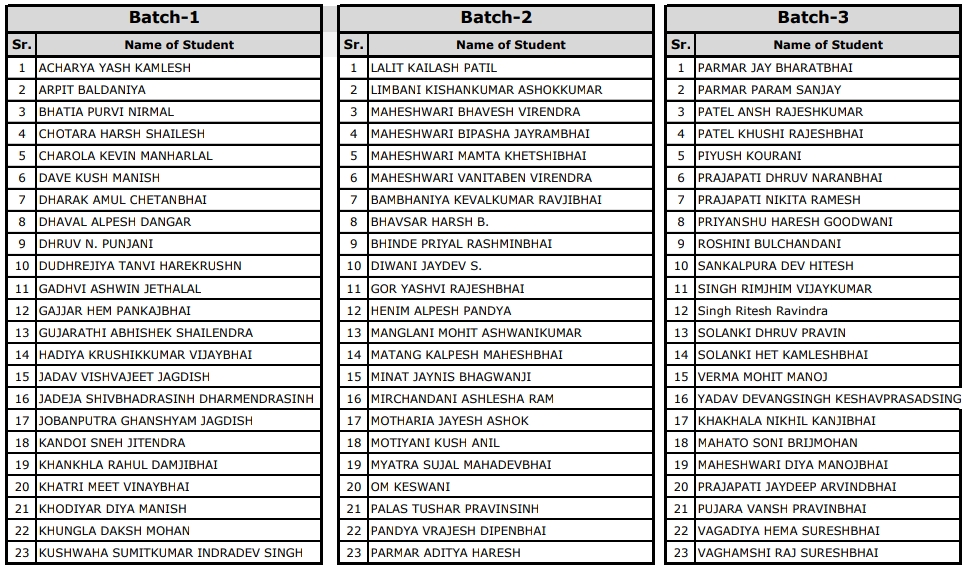 Batch-1
Sr. Name of Student
1 ACHARYA YASH KAMLESH
2 ARPIT BALDANIYA
3 BHATIA PURVI NIRMAL
4 CHOTARA HARSH SHAILESH
5 CHAROLA KEVIN MANHARLAL
6 DAVE KUSH MANISH
7 DHARAK AMUL CHETANBHAI
8 DHAVAL ALPESH DANGAR
9 DHRUV N. PUNJANI
10 DUDHREJIYA TANVI HAREKRUSHN
11 GADHVI ASHWIN JETHALAL
12 GAJJAR HEM PANKAJBHAI
13 GUJARATHI ABHISHEK SHAILENDRA
14 HADIYA KRUSHIKKUMAR VIJAYBHAI
15 JADAV VISHVAJEET JAGDISH
16 JADEJA SHIVBHADRASINH DHARMENDRASINH
17 JOBANPUTRA GHANSHYAM JAGDISH
18 KANDOI SNEH JITENDRA
19 KHANKHLA RAHUL DAMJIBHAI
20 KHATRI MEET VINAYBHAI
21 KHODIYAR DIYA MANISH
22 KHUNGLA DAKSH MOHAN
23 KUSHWAHA SUMITKUMAR INDRADEV SINGH
Batch-2
Sr. Name of Student
1 LALIT KAILASH PATIL
2 LIMBANI KISHANKUMAR ASHOKKUMAR
3 MAHESHWARI BHAVESH VIRENDRA
4 MAHESHWARI BIPASHA JAYRAMBHAI
5 MAHESHWARI MAMTA KHETSHIBHAI
6 MAHESHWARI VANITABEN VIRENDRA
7 BAMBHANIYA KEVALKUMAR RAVJIBHAI
8 BHAVSAR HARSH B.
9 BHINDE PRIYAL RASHMINBHAI
10 DIWANI JAYDEV S.
11 GOR YASHVI RAJESHBHAI
12 HENIM ALPESH PANDYA
13 MANGLANI MOHIT ASHWANIKUMAR
14 MATANG KALPESH MAHESHBHAI
15 MINAT JAYNIS BHAGWANJI
16 MIRCHANDANI ASHLESHA RAM
17 MOTHARIA JAYESH ASHOK
18 MOTIYANI KUSH ANIL
19 MYATRA SUJAL MAHADEVBHAI
20 OM KESWANI
21 PALAS TUSHAR PRAVINSINH
22 PANDYA VRAJESH DIPENBHAI
23 PARMAR ADITYA HARESH
Batch-3
Sr. Name of Student
1 PARMAR JAY BHARATBHAI
2 PARMAR PARAM SANJAY
3 PATEL ANSH RAJESHKUMAR
4 PATEL KHUSHI RAJESHBHAI
5 PIYUSH KOURANI
6 PRAJAPATI DHRUV NARANBHAI
7 PRAJAPATI NIKITA RAMESH
8 PRIYANSHU HARESH GOODWANI
9 ROSHINI BULCHANDANI
10 SANKALPURA DEV HITESH
11 SINGH RIMJHIM VIJAYKUMAR
12 Singh Ritesh Ravindra
13 SOLANKI DHRUV PRAVIN
14 SOLANKI HET KAMLESHBHAI
15 VERMA MOHIT MANOJ
16 YADAV DEVANGSINGH KESHAVPRASADSING
17 KHAKHALA NIKHIL KANJIBHAI
18 MAHATO SONI BRIJMOHAN
19 MAHESHWARI DIYA MANOJBHAI
20 PRAJAPATI JAYDEEP ARVINDBHAI
21 PUJARA VANSH PRAVINBHAI
22 VAGADIYA HEMA SURESHBHAI
23 VAGHAMSHI RAJ SURESHBHAI